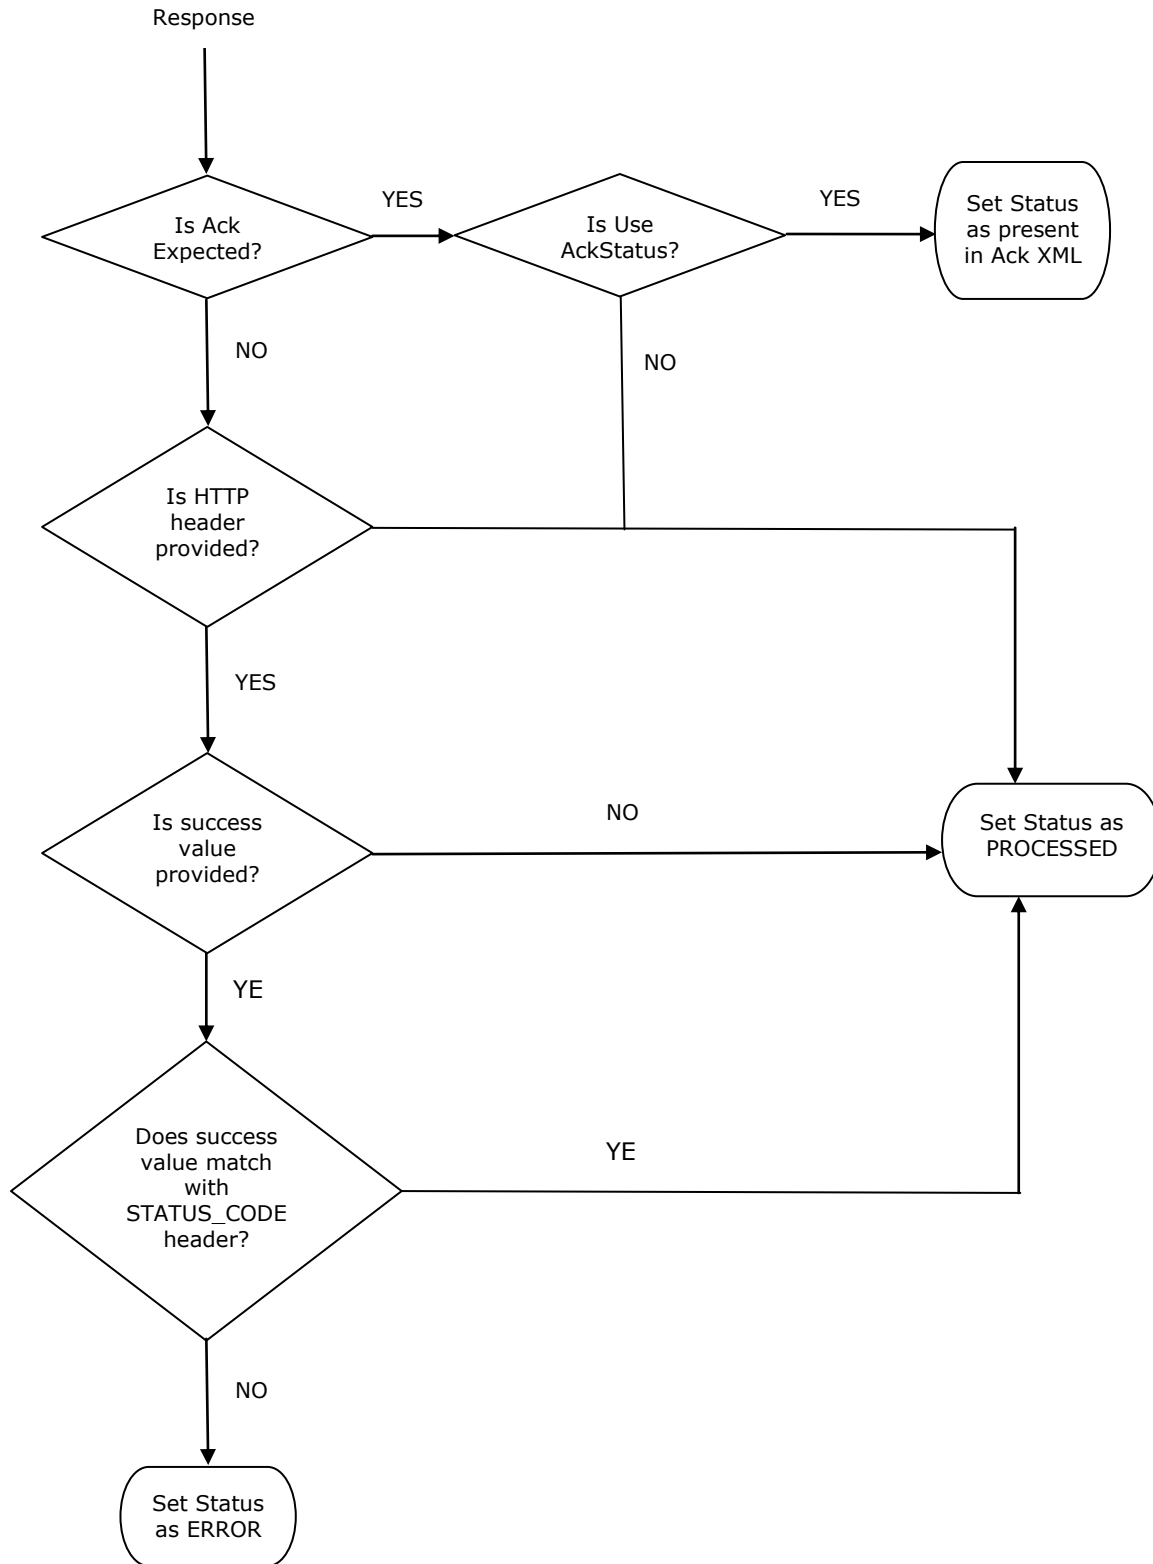 Response
Is Ack
Expected?
YES
Is Use
AckStatus?
YES
Set Status
as present
in Ack XML
NO
NO
Is HTTP
header
provided?
YES
Is success
value
provided?
NO
Set Status as
PROCESSED
YE
Does success
value match
with
STATUS_CODE
header?
YE
NO
Set Status
as ERROR